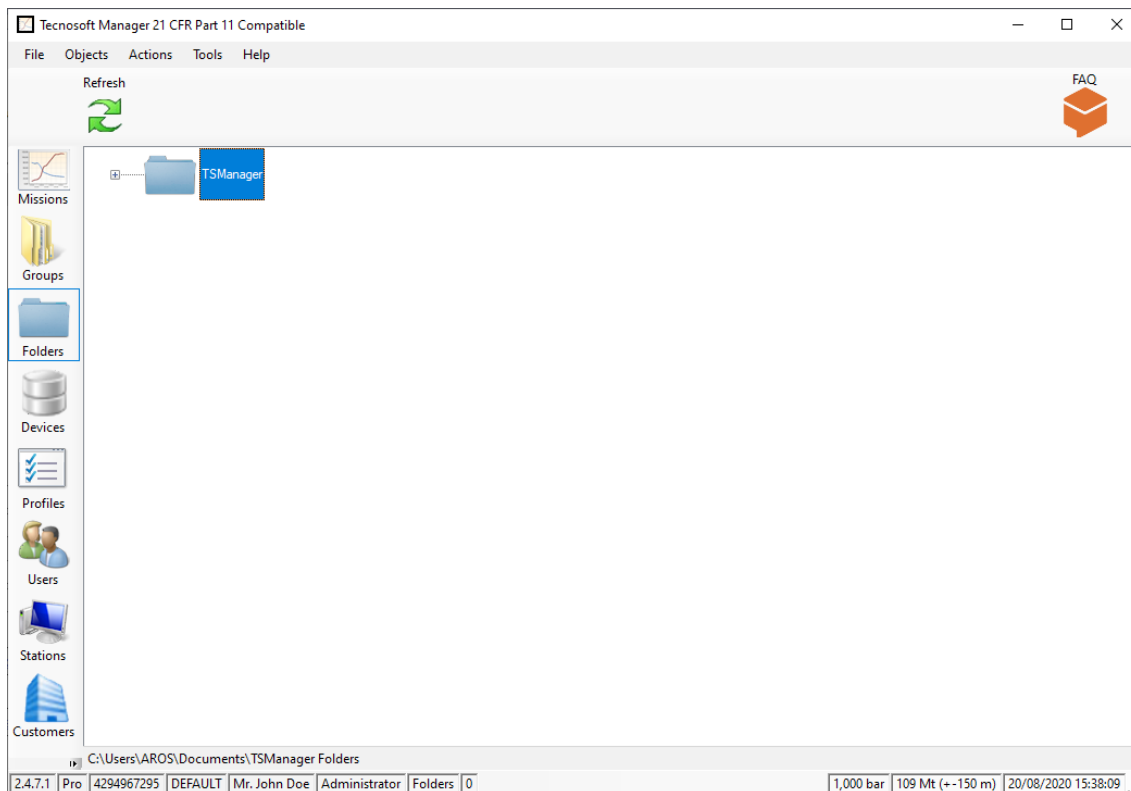 Tecnosoft Manager 21 CFR Part 11 Compatible
File Objects Actions Tools Help
Refresh
FAQ
TSManager
Missions
Groups
Folders
Devices
Profiles
Users
Stations
Customers
C:\Users\AROS\Documents\TSManager Folders
2.4.7.1 Pro 4294967295 DEFAULT Mr. John Doe Administrator Folders 0 1,000 bar 109 Mt (+-150 m) 20/08/2020 15:38:09